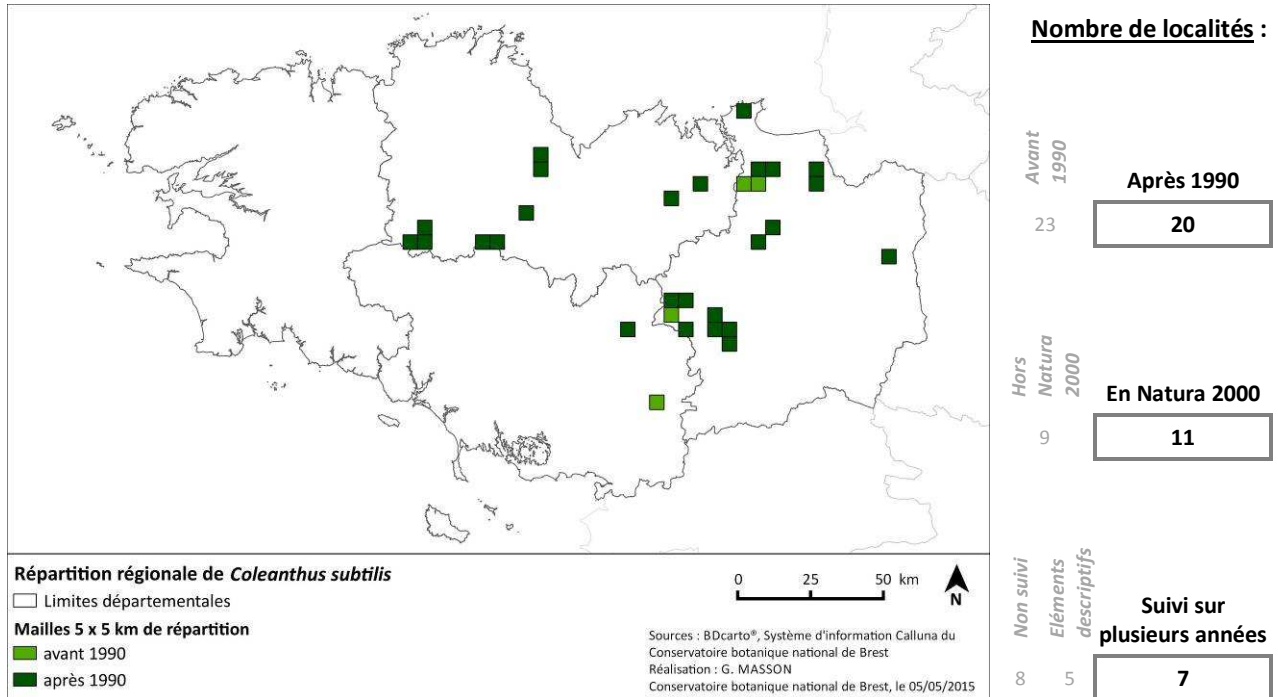 Nombre de localités :
Avant
1990
Après 1990
23
20
Hors
Natura
2000
En Natura 2000
9
11
Non suivi
Eléments
descriptifs
Suivi sur
plusieurs années
8
5
7
Répartition régionale de Coleanthus subtilis
Limites départementales
Mailles 5 x 5 km de répartition
avant 1990
après 1990
0 25 50 km
N
Sources : BDcarto®, Système d'information Calluna du
Conservatoire botanique national de Brest
Réalisation : G. MASSON
Conservatoire botanique national de Brest, le 05/05/2015